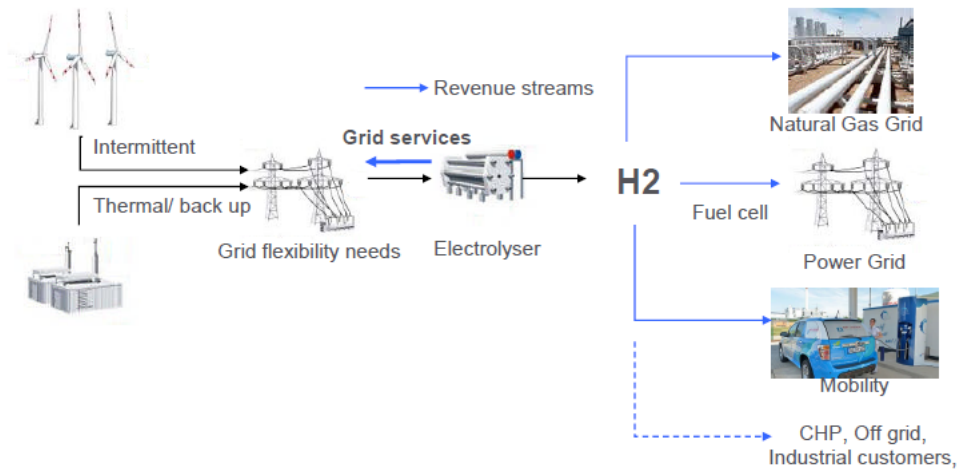 Revenue streams
Intermittent
Grid services
Thermal/ back up
Grid flexibility needs
Electrolyser
H2
Natural Gas Grid
Fuel cell
Power Grid
Mobility
CHP, Off grid,
Industrial customers,